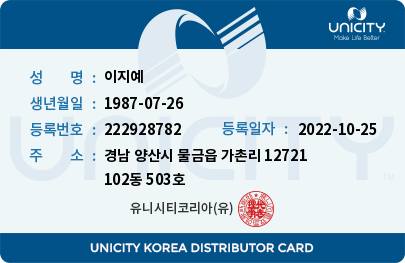 UNICITY
Make Life Better
성 명 : 이지예
생년월일 : 1987-07-26
등록번호 : 222928782 등록일자 : 2022-10-25
주 소 : 경남 양산시 물금읍 가촌리 12721
102동 503호
UNICITY
TM
유니시티코리아(유)
UNICITY KOREA DISTRIBUTOR CARD